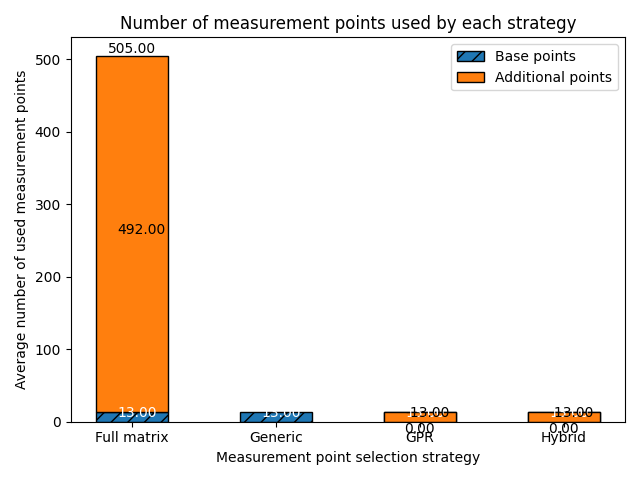 Number of measurement points used by each strategy
Base points
Additional points
Average number of used measurement points
500
400
300
200
100
0
505.00
492.00
13.00
13.00
13.00
0.00
13.00
0.00
Full matrix
Generic
GPR
Hybrid
Measurement point selection strategy